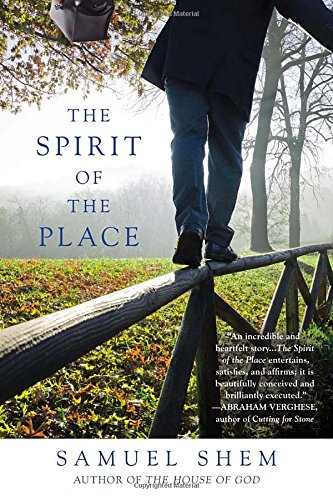 THE
SPIRIT
OF
THE
PLACE
"An incredible and
heartfelt story...The Spirit
of the Place entertains,
satisfies, and affirms; it is
beautifully conceived and
brilliantly executed."
—ABRAHAM VERGHESE,
author of Cutting for Stone
SAMUEL SHEM
AUTHOR OF THE HOUSE OF GOD